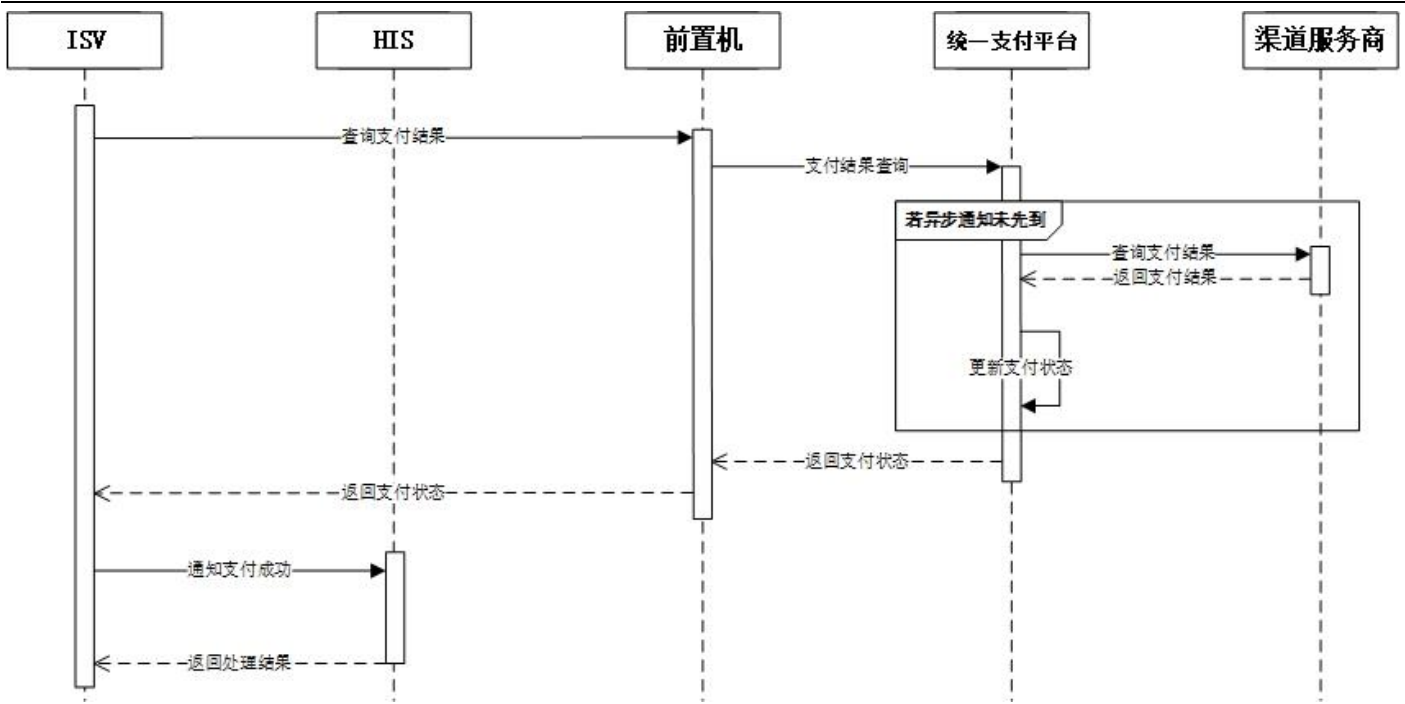 ISV
HIS
前置机
统一支付平台
渠道服务商
查询支付结果
支付结果查询
若异步通知未先到
查询支付结果
返回支付结果
更新支付状态
返回支付状态
返回支付状态
通知支付成功
返回处理结果